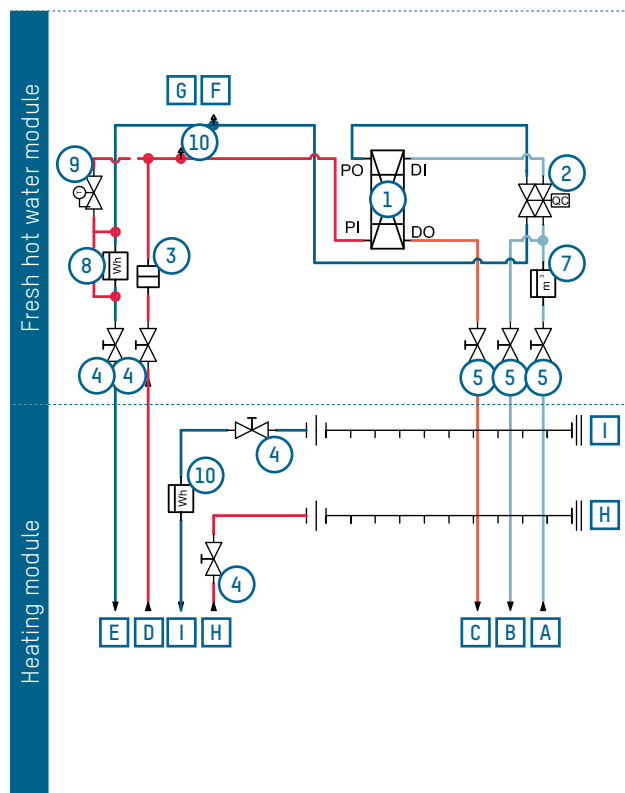 Fresh hot water module
G F
10
9
PO DI
2
1
QC
T
PI DO
3
8
Wh
7
m³
4 4
5 5 5
I
4
10
Wh
H
4
E D I H C B A
Heating module